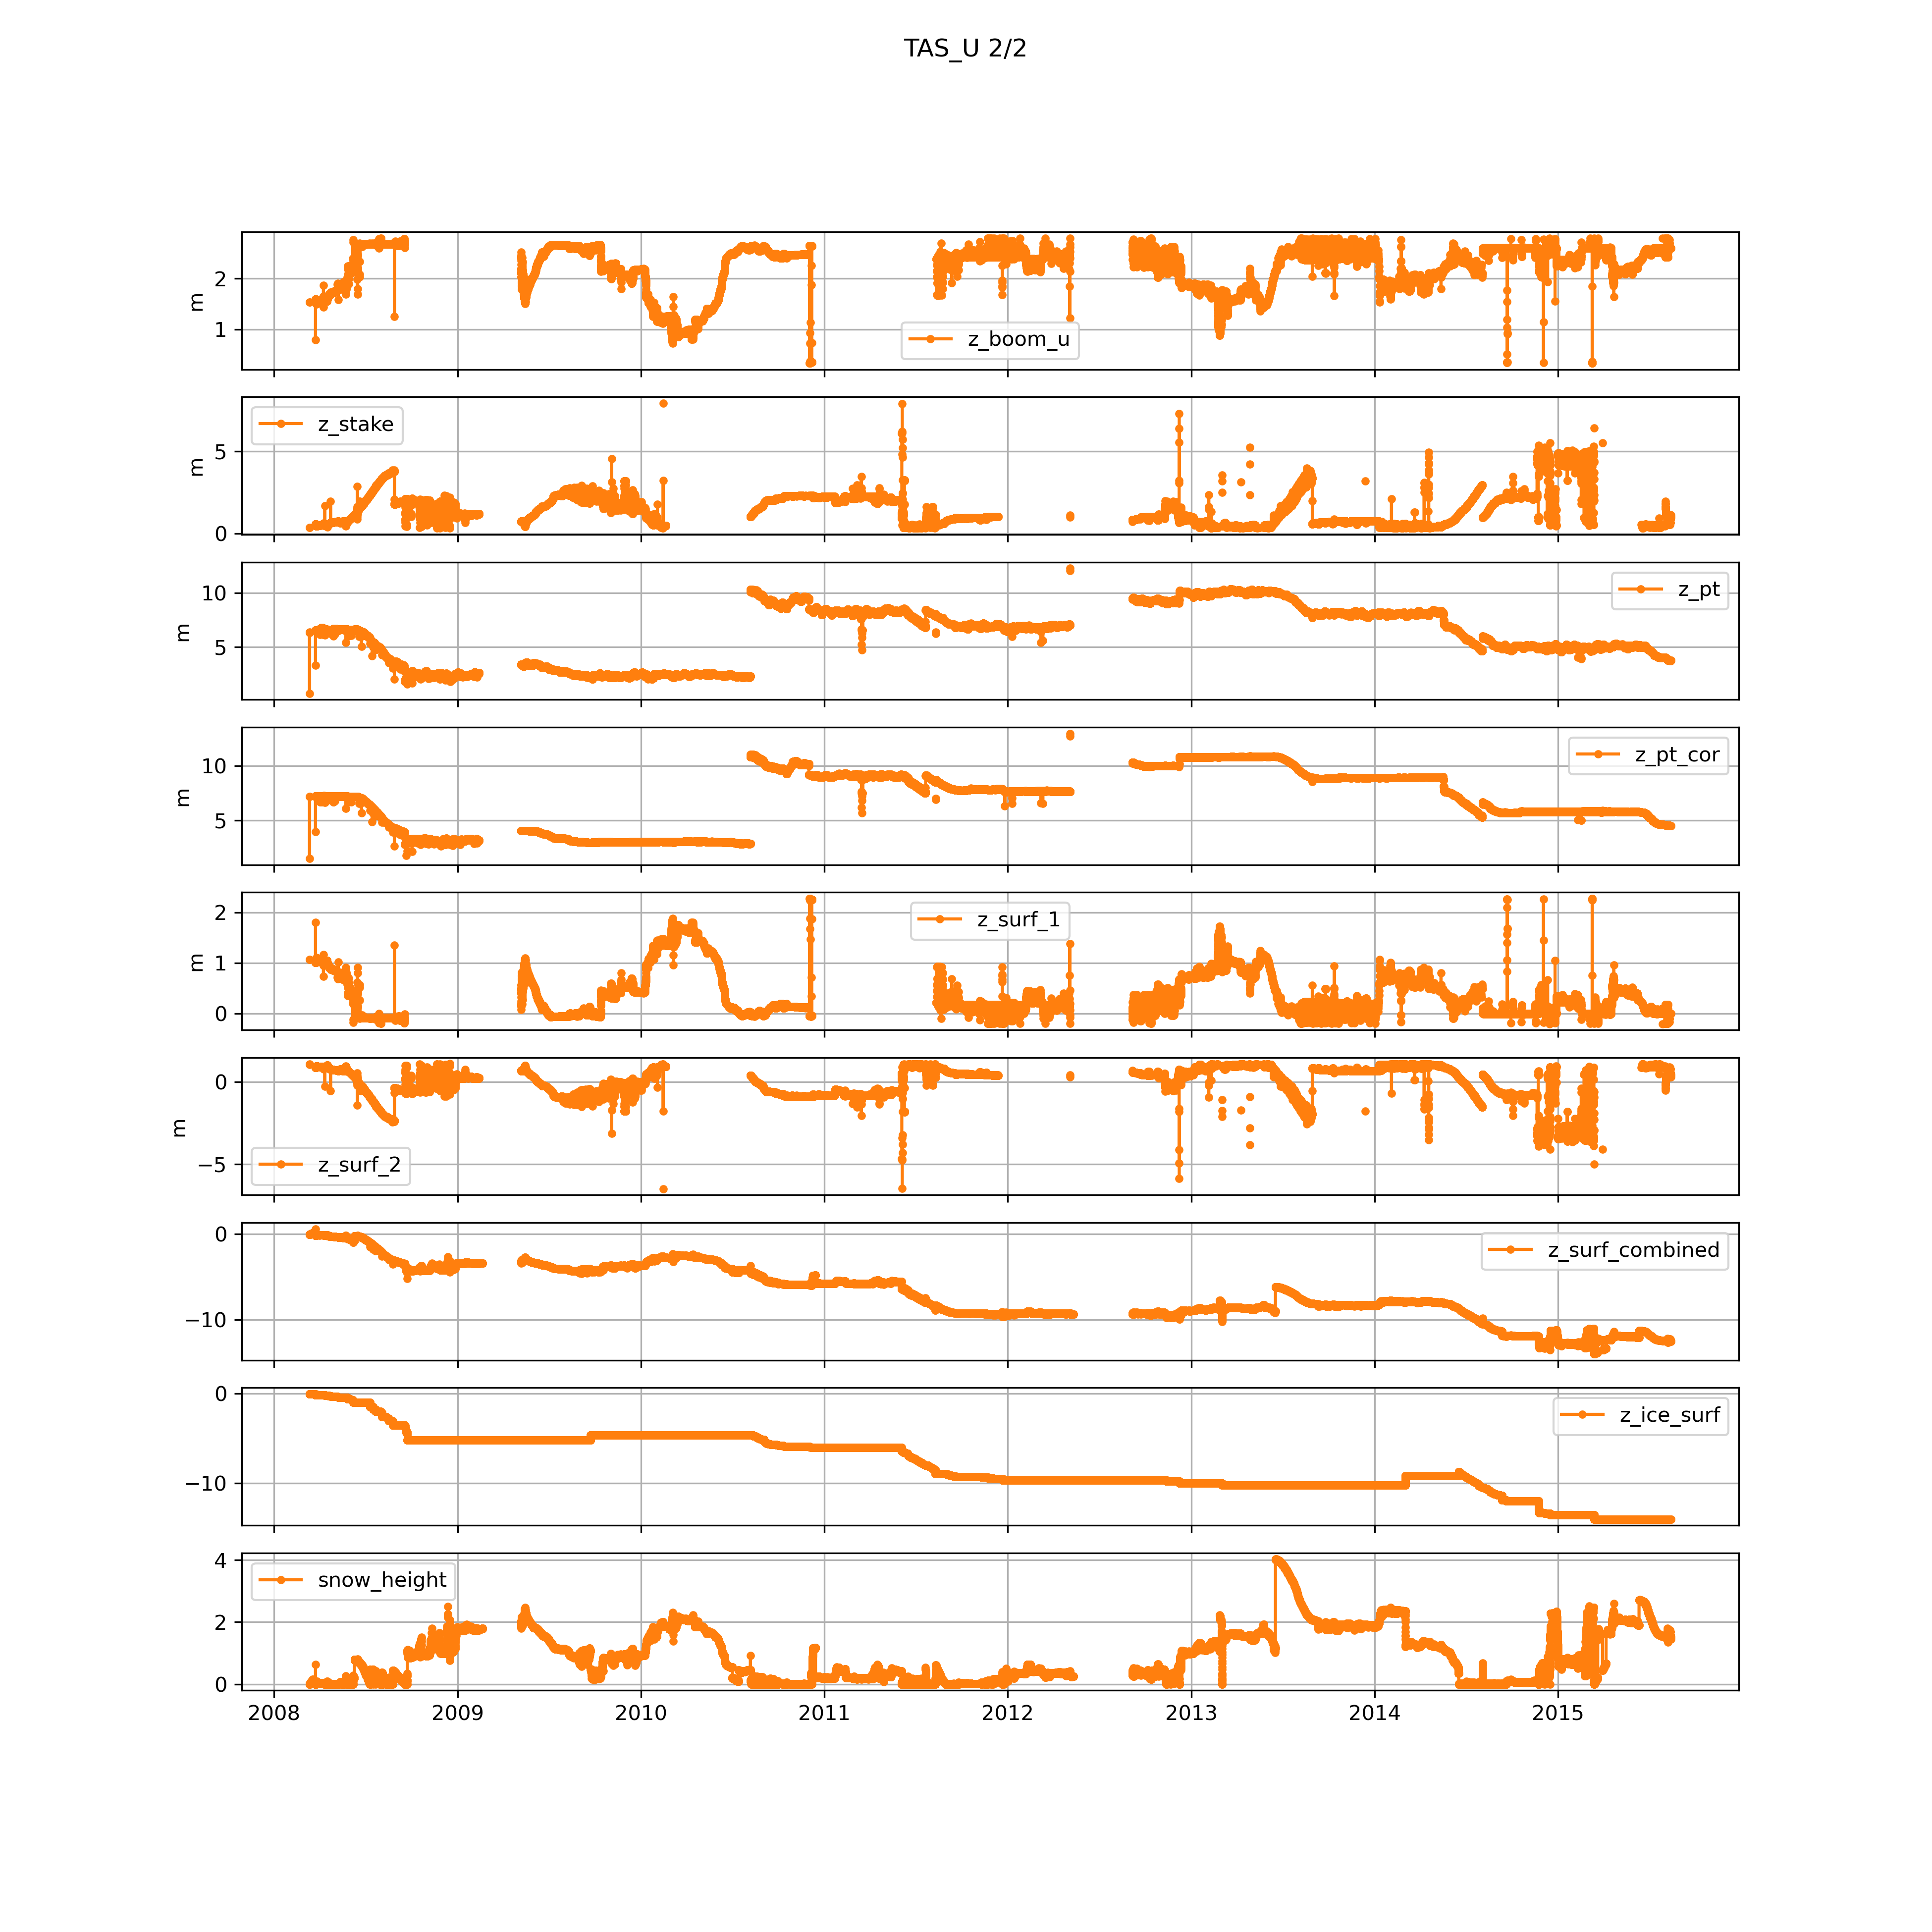 TAS_U 2/2
2
1
m
z_boom_u
5
0
m
z_stake
10
5
m
z_pt
10
5
m
z_pt_cor
2
1
0
m
z_surf_1
0
−5
m
z_surf_2
0
−10
z_surf_combined
0
−10
z_ice_surf
4
2
0
snow_height
2008 2009 2010 2011 2012 2013 2014 2015